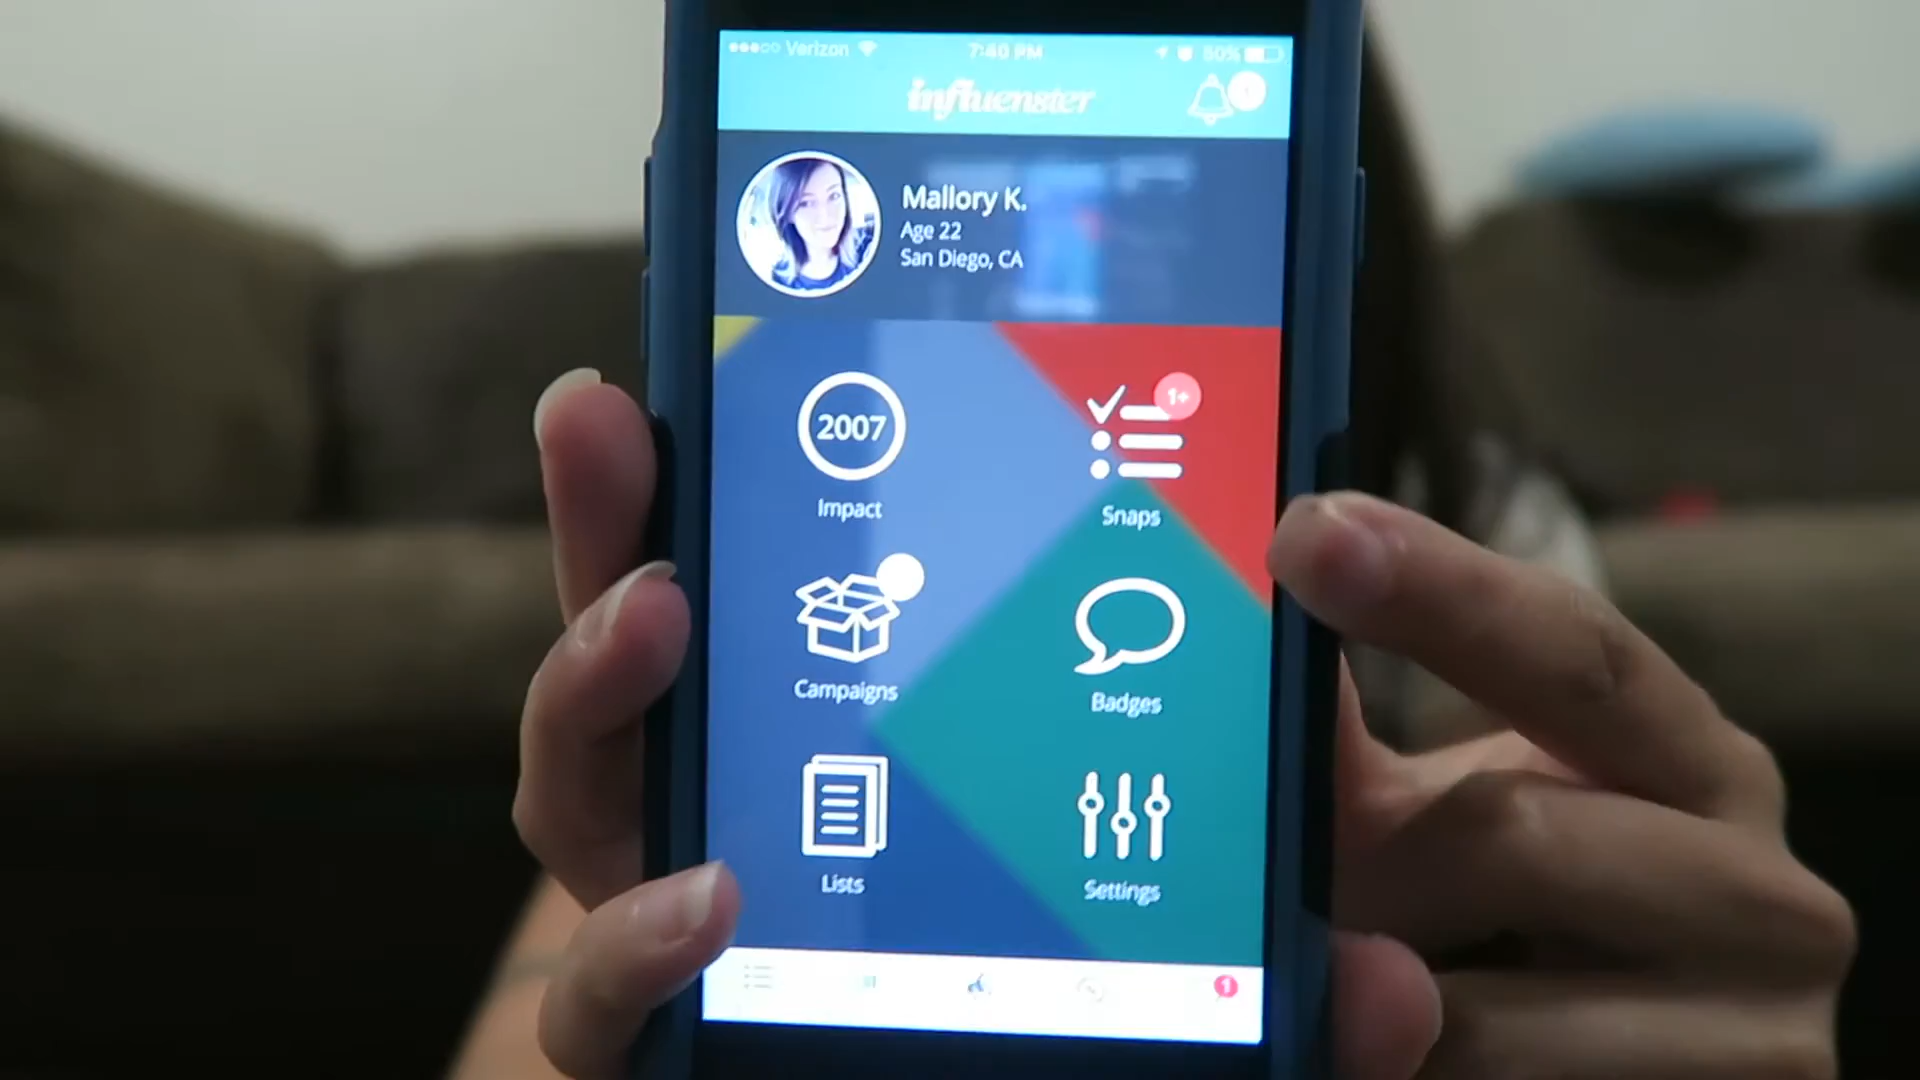 Verizon 7:40 PM 50%
influenster
Mallory K.
Age 22
San Diego, CA
2007
1+
Impact
Snaps
Campaigns
Badges
Lists
Settings
1